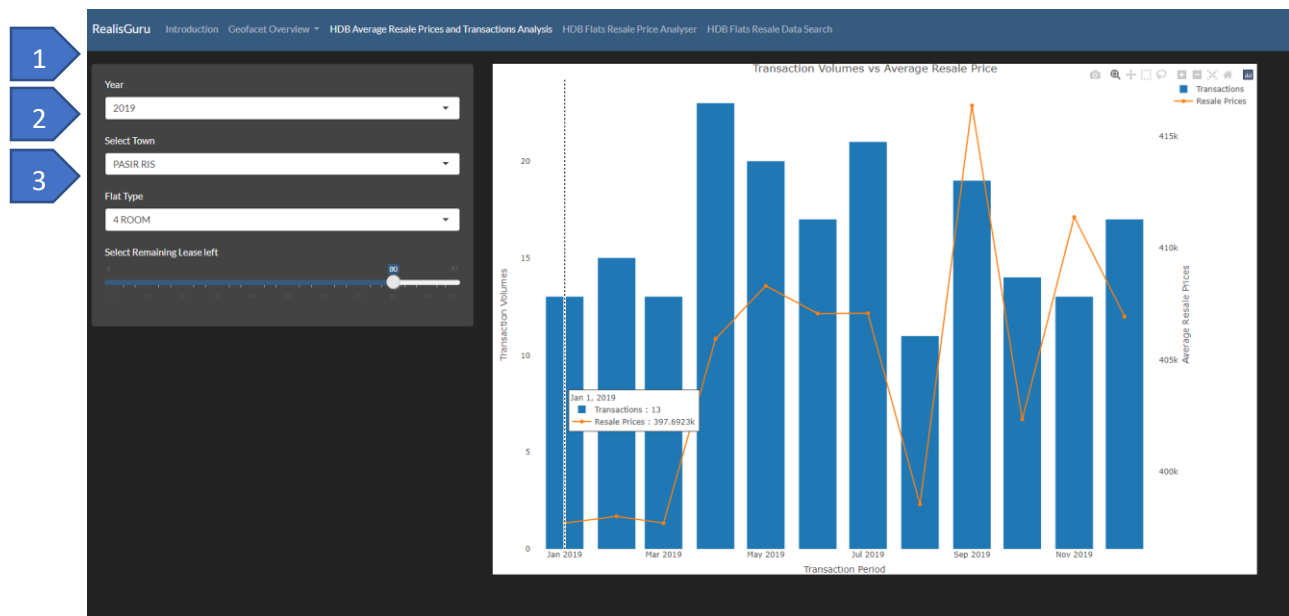 RealisGuru Introduction Geofacet Overview HDB Average Resale Prices and Transactions Analysis HDB Flats Resale Price Analyser HDB Flats Resale Data Search
1
2
3
Year
2019
Select Town
PASIR RIS
Flat Type
4 ROOM
Select Remaining Lease left
80
Transaction Volumes vs Average Resale Price
Transactions
Resale Prices
20
15
10
5
0
Transaction Volumes
415k
410k
405k
400k
Average Resale Prices
Jan 1, 2019
Transactions : 13
Resale Prices : 397.6923k
Jan 2019 Mar 2019 May 2019 Jul 2019 Sep 2019 Nov 2019
Transaction Period